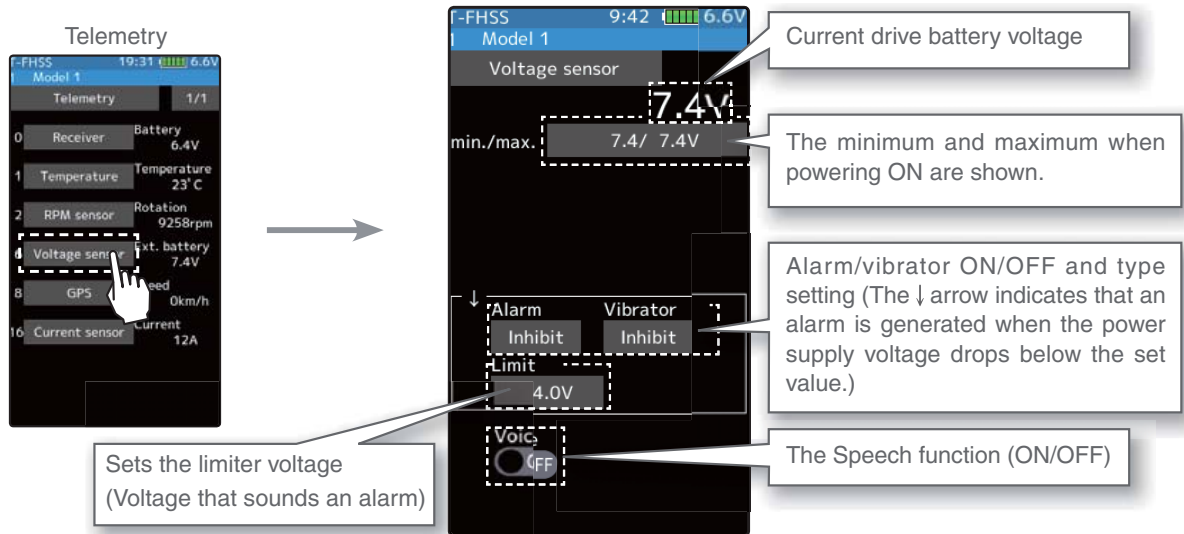 Telemetry
T-FHSS 19:31 6.6V
Model 1
Telemetry 1/1
0 Receiver Battery
6.4V
1 Temperature Temperature
23°C
2 RPM sensor Rotation
9258rpm
Voltage sensor Ext. battery
7.4V
8 GPS
0km/h
16 Current sensor Current
12A
T-FHSS 9:42 6.6V
1 Model 1
Voltage sensor
7.4V
min./max. 7.4/ 7.4V
↓
Alarm Vibrator
Inhibit Inhibit
Limit
4.0V
Voice
OFF
Current drive battery voltage
The minimum and maximum when
powering ON are shown.
Alarm/vibrator ON/OFF and type
setting (The ↓ arrow indicates that an
alarm is generated when the power
supply voltage drops below the set
value.)
The Speech function (ON/OFF)
Sets the limiter voltage
(Voltage that sounds an alarm)